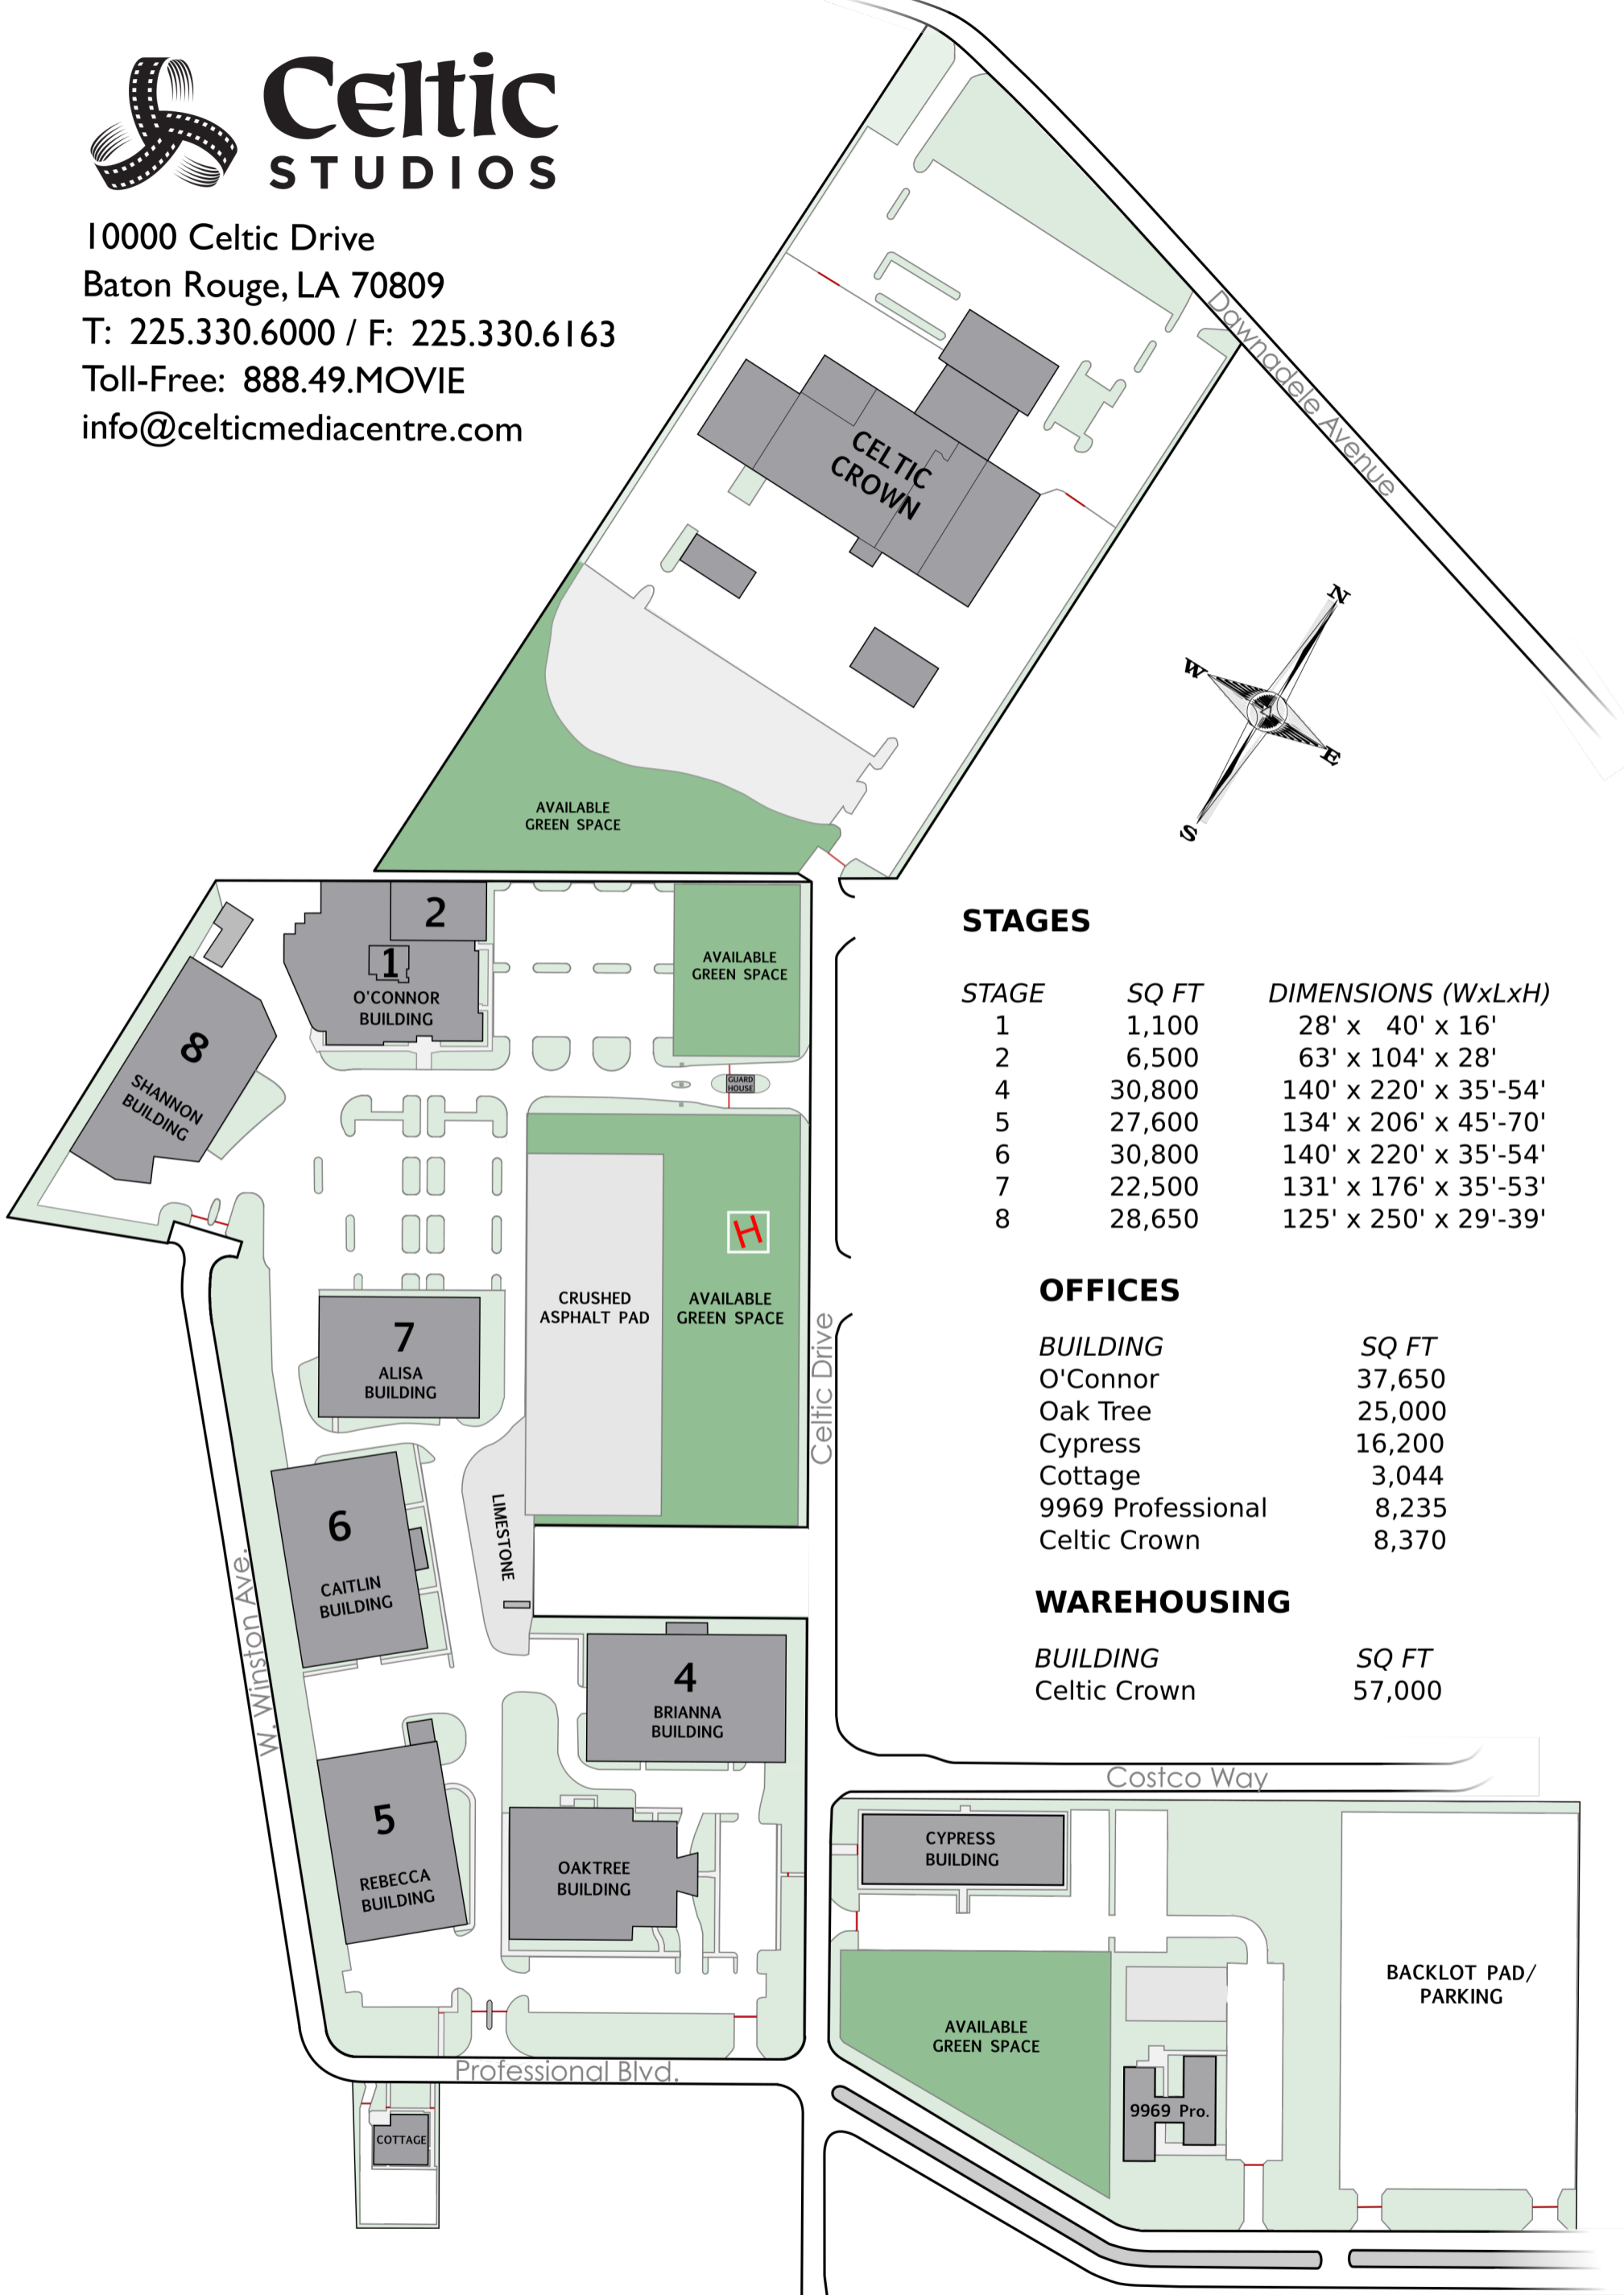 Celtic
STUDIOS
10000 Celtic Drive
Baton Rouge, LA 70809
T: 225.330.6000 / F: 225.330.6163
Toll-Free: 888.49.MOVIE
info@celticmediacentre.com
Dawnadele Avenue
CELTIC
CROWN
N
W
E
S
AVAILABLE
GREEN SPACE
2
1
O'CONNOR
BUILDING
AVAILABLE
GREEN SPACE
8
SHANNON
BUILDING
GUARD
HOUSE
H
CRUSHED
ASPHALT PAD
AVAILABLE
GREEN SPACE
7
ALISA
BUILDING
Celtic Drive
6
CAITLIN
BUILDING
LIMESTONE
W. Winston Ave.
4
BRIANNA
BUILDING
5
REBECCA
BUILDING
OAKTREE
BUILDING
Professional Blvd.
COTTAGE
STAGES
STAGE SQ FT DIMENSIONS (WxLxH)
1 1,100 28' x 40' x 16'
2 6,500 63' x 104' x 28'
4 30,800 140' x 220' x 35'-54'
5 27,600 134' x 206' x 45'-70'
6 30,800 140' x 220' x 35'-54'
7 22,500 131' x 176' x 35'-53'
8 28,650 125' x 250' x 29'-39'
OFFICES
BUILDING SQ FT
O'Connor 37,650
Oak Tree 25,000
Cypress 16,200
Cottage 3,044
9969 Professional 8,235
Celtic Crown 8,370
WAREHOUSING
BUILDING SQ FT
Celtic Crown 57,000
Costco Way
CYPRESS
BUILDING
BACKLOT PAD/
PARKING
AVAILABLE
GREEN SPACE
9969 Pro.